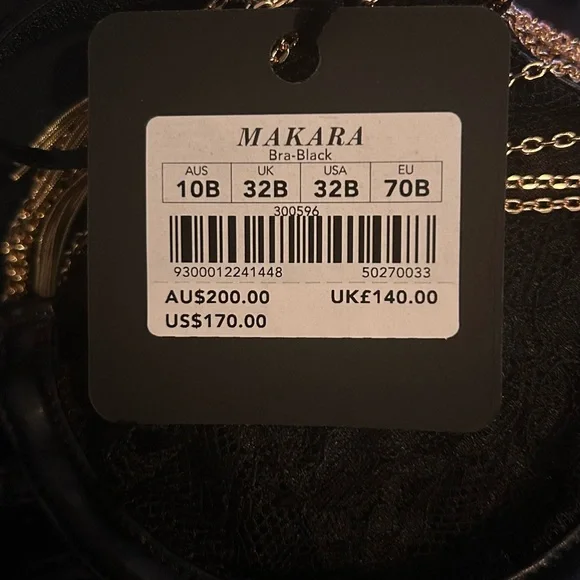 MAKARA
Bra-Black
AUS UK USA EU
10B 32B 32B 70B
300596
9300012241448 50270033
AU$200.00 UK£140.00
US$170.00